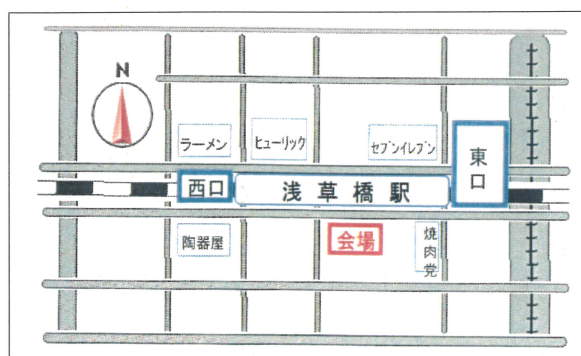 N
ラーメン
ヒューリック
セブンイレブン
東口
西口
浅草橋駅
陶器屋
会場
焼肉党